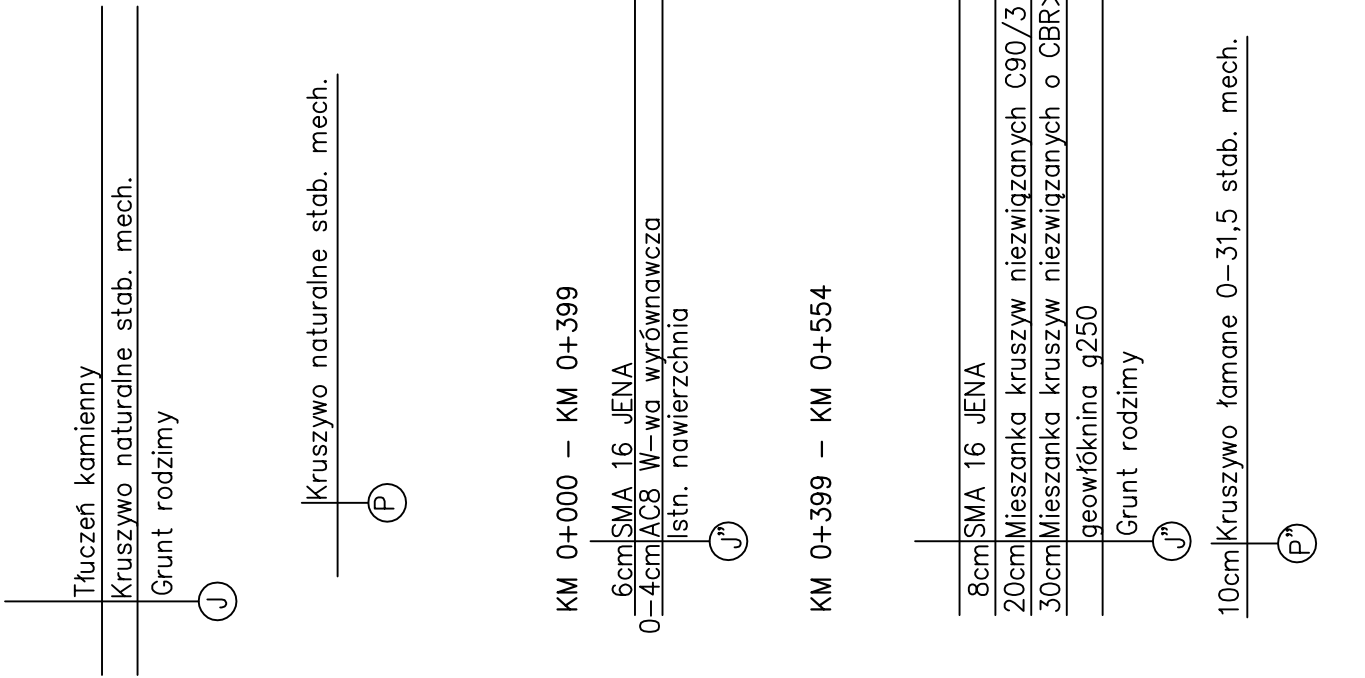 Tłuczeń kamienny
Kruszywo naturalne stab. mech.
Grunt rodzimy
J
Kruszywo naturalne stab. mech.
P
KM 0+000 – KM 0+399
6cm SMA 16 JENA
0–4cm AC8 W–wa wyrównawcza
Istn. nawierzchnia
J"
KM 0+399 – KM 0+554
8cm SMA 16 JENA
20cm Mieszanka kruszyw niezwiązanych C90/3
30cm Mieszanka kruszyw niezwiązanych o CBR>
geowłóknina g250
Grunt rodzimy
J"
10cm Kruszywo łamane 0–31,5 stab. mech.
P"